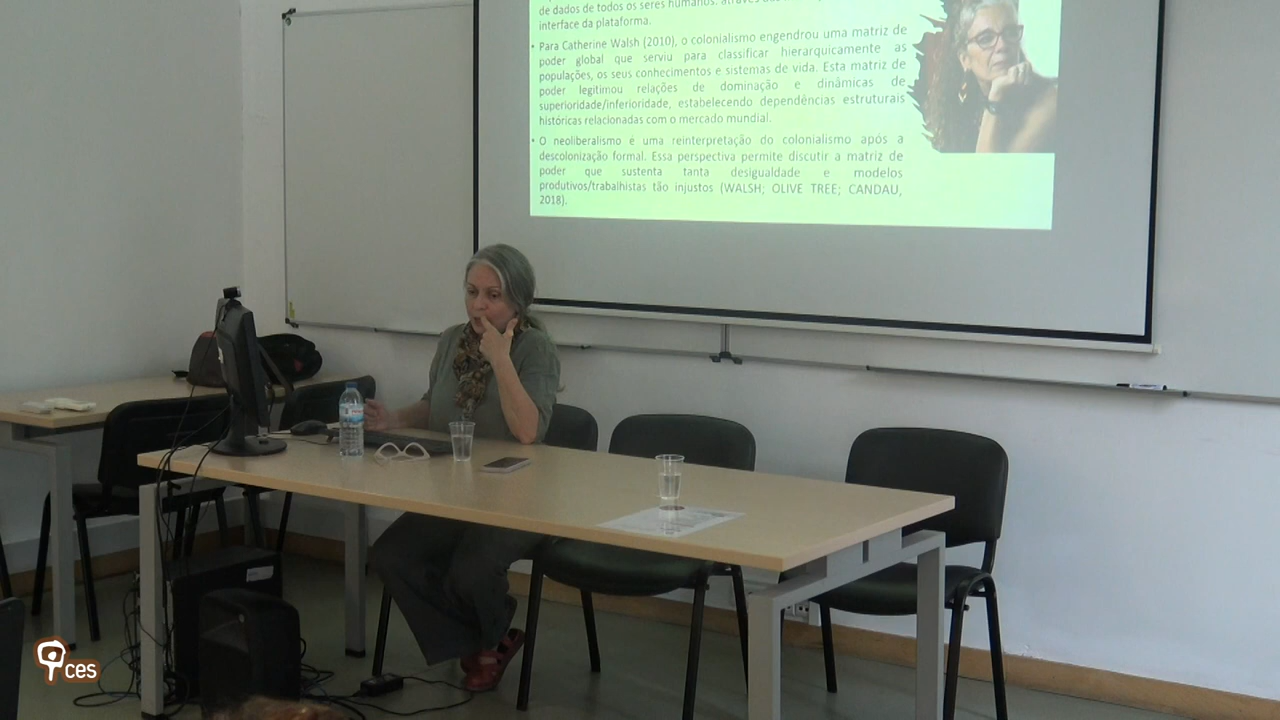 de dados de todos os seres humanos. através das
interface da plataforma.
• Para Catherine Walsh (2010), o colonialismo engendrou uma matriz de
poder global que serviu para classificar hierarquicamente as
populações, os seus conhecimentos e sistemas de vida. Esta matriz de
poder legitimou relações de dominação e dinâmicas de
superioridade/inferioridade, estabelecendo dependências estruturais
históricas relacionadas com o mercado mundial.
• O neoliberalismo é uma reinterpretação do colonialismo após a
descolonização formal. Essa perspectiva permite discutir a matriz de
poder que sustenta tanta desigualdade e modelos
produtivos/trabalhistas tão injustos (WALSH; OLIVE TREE; CANDAU,
2018).
ces